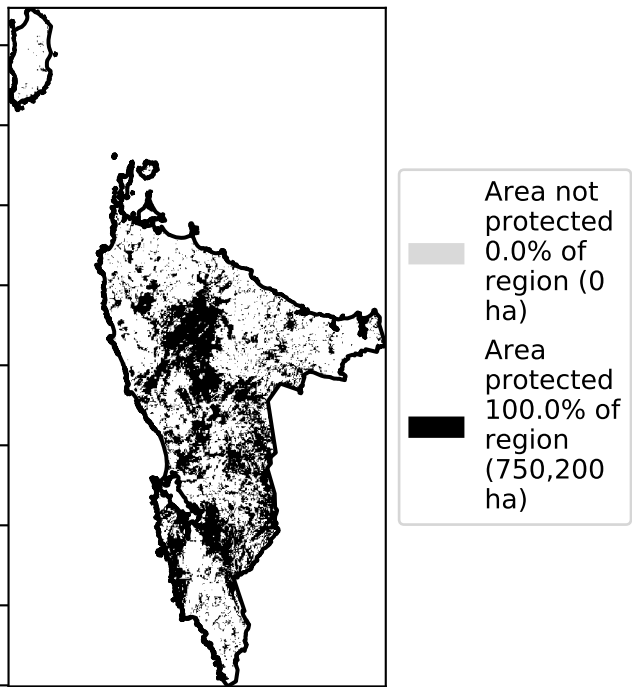 Area not
protected
0.0% of
region (0
ha)
Area
protected
100.0% of
region
(750,200
ha)